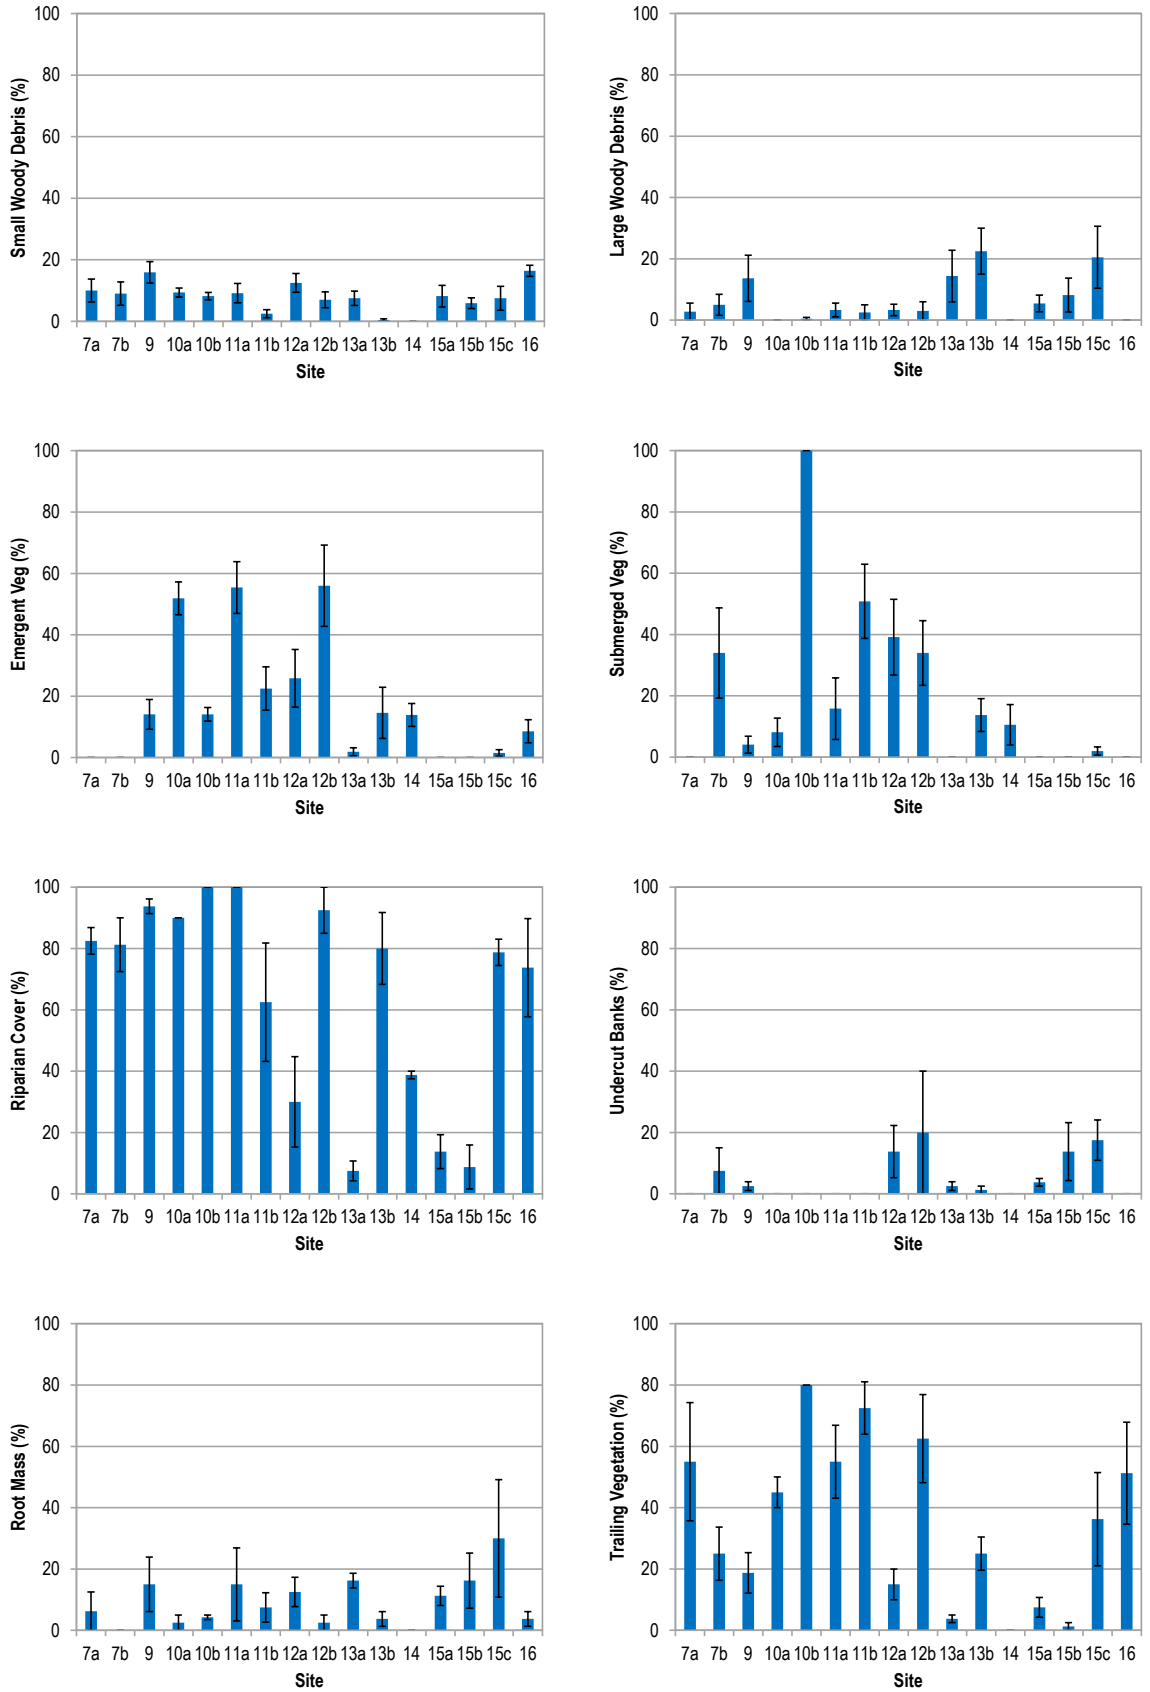 Small Woody Debris (%)
100
80
60
40
20
0
7a 7b 9 10a 10b 11a 11b 12a 12b 13a 13b 14 15a 15b 15c 16
Site
Large Woody Debris (%)
100
80
60
40
20
0
7a 7b 9 10a 10b 11a 11b 12a 12b 13a 13b 14 15a 15b 15c 16
Site
Emergent Veg (%)
100
80
60
40
20
0
7a 7b 9 10a 10b 11a 11b 12a 12b 13a 13b 14 15a 15b 15c 16
Site
Submerged Veg (%)
100
80
60
40
20
0
7a 7b 9 10a 10b 11a 11b 12a 12b 13a 13b 14 15a 15b 15c 16
Site
Riparian Cover (%)
100
80
60
40
20
0
7a 7b 9 10a 10b 11a 11b 12a 12b 13a 13b 14 15a 15b 15c 16
Site
Undercut Banks (%)
100
80
60
40
20
0
7a 7b 9 10a 10b 11a 11b 12a 12b 13a 13b 14 15a 15b 15c 16
Site
Root Mass (%)
100
80
60
40
20
0
7a 7b 9 10a 10b 11a 11b 12a 12b 13a 13b 14 15a 15b 15c 16
Site
Trailing Vegetation (%)
100
80
60
40
20
0
7a 7b 9 10a 10b 11a 11b 12a 12b 13a 13b 14 15a 15b 15c 16
Site